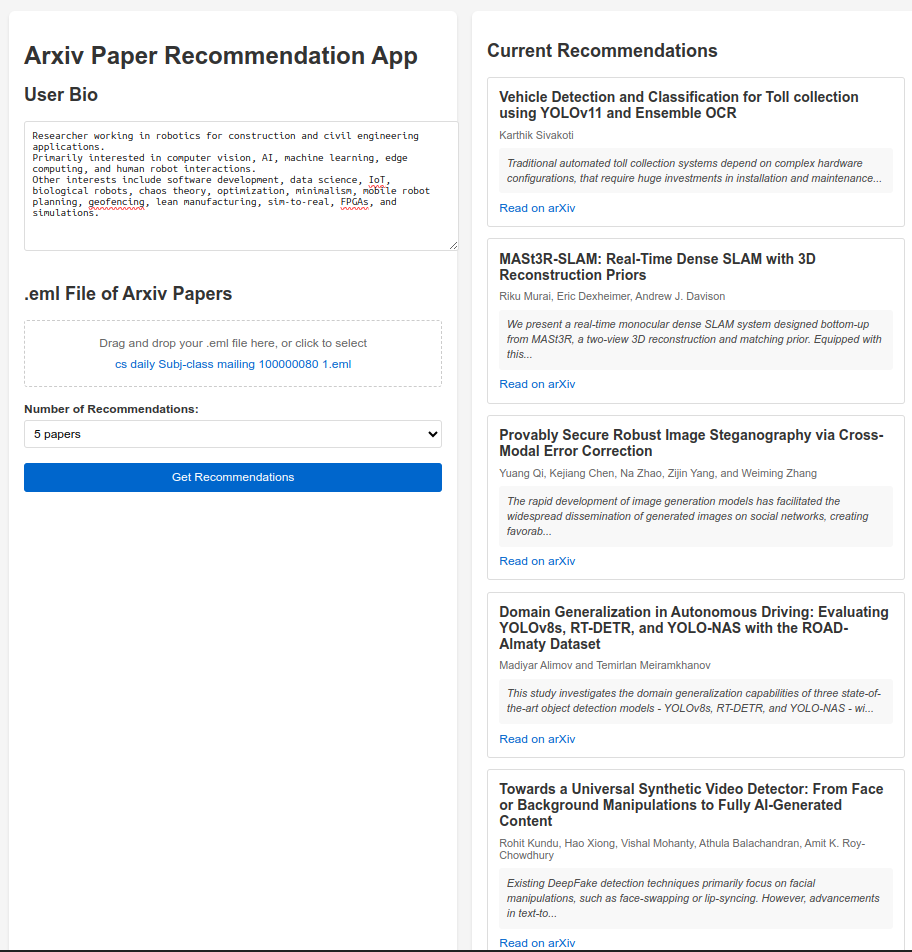 Arxiv Paper Recommendation App
User Bio
Researcher working in robotics for construction and civil engineering
applications.
Primarily interested in computer vision, AI, machine learning, edge
computing, and human robot interactions.
Other interests include software development, data science, IoT,
biological robots, chaos theory, optimization, minimalism, mobile robot
planning, geofencing, lean manufacturing, sim-to-real, FPGAs, and
simulations.
.eml File of Arxiv Papers
Drag and drop your .eml file here, or click to select
cs daily Subj-class mailing 100000080 1.eml
Number of Recommendations:
5 papers
Get Recommendations
Current Recommendations
Vehicle Detection and Classification for Toll collection
using YOLOv11 and Ensemble OCR
Karthik Sivakoti
Traditional automated toll collection systems depend on complex hardware
configurations, that require huge investments in installation and maintenance...
Read on arXiv
MASt3R-SLAM: Real-Time Dense SLAM with 3D
Reconstruction Priors
Riku Murai, Eric Dexheimer, Andrew J. Davison
We present a real-time monocular dense SLAM system designed bottom-up
from MASt3R, a two-view 3D reconstruction and matching prior. Equipped with
this...
Read on arXiv
Provably Secure Robust Image Steganography via Cross-
Modal Error Correction
Yuang Qi, Kejiang Chen, Na Zhao, Zijin Yang, and Weiming Zhang
The rapid development of image generation models has facilitated the
widespread dissemination of generated images on social networks, creating
favorab...
Read on arXiv
Domain Generalization in Autonomous Driving: Evaluating
YOLOv8s, RT-DETR, and YOLO-NAS with the ROAD-
Almaty Dataset
Madiyar Alimov and Temirlan Meiramkhanov
This study investigates the domain generalization capabilities of three state-of-
the-art object detection models - YOLOv8s, RT-DETR, and YOLO-NAS - wi...
Read on arXiv
Towards a Universal Synthetic Video Detector: From Face
or Background Manipulations to Fully AI-Generated
Content
Rohit Kundu, Hao Xiong, Vishal Mohanty, Athula Balachandran, Amit K. Roy-
Chowdhury
Existing DeepFake detection techniques primarily focus on facial
manipulations, such as face-swapping or lip-syncing. However, advancements
in text-to...
Read on arXiv